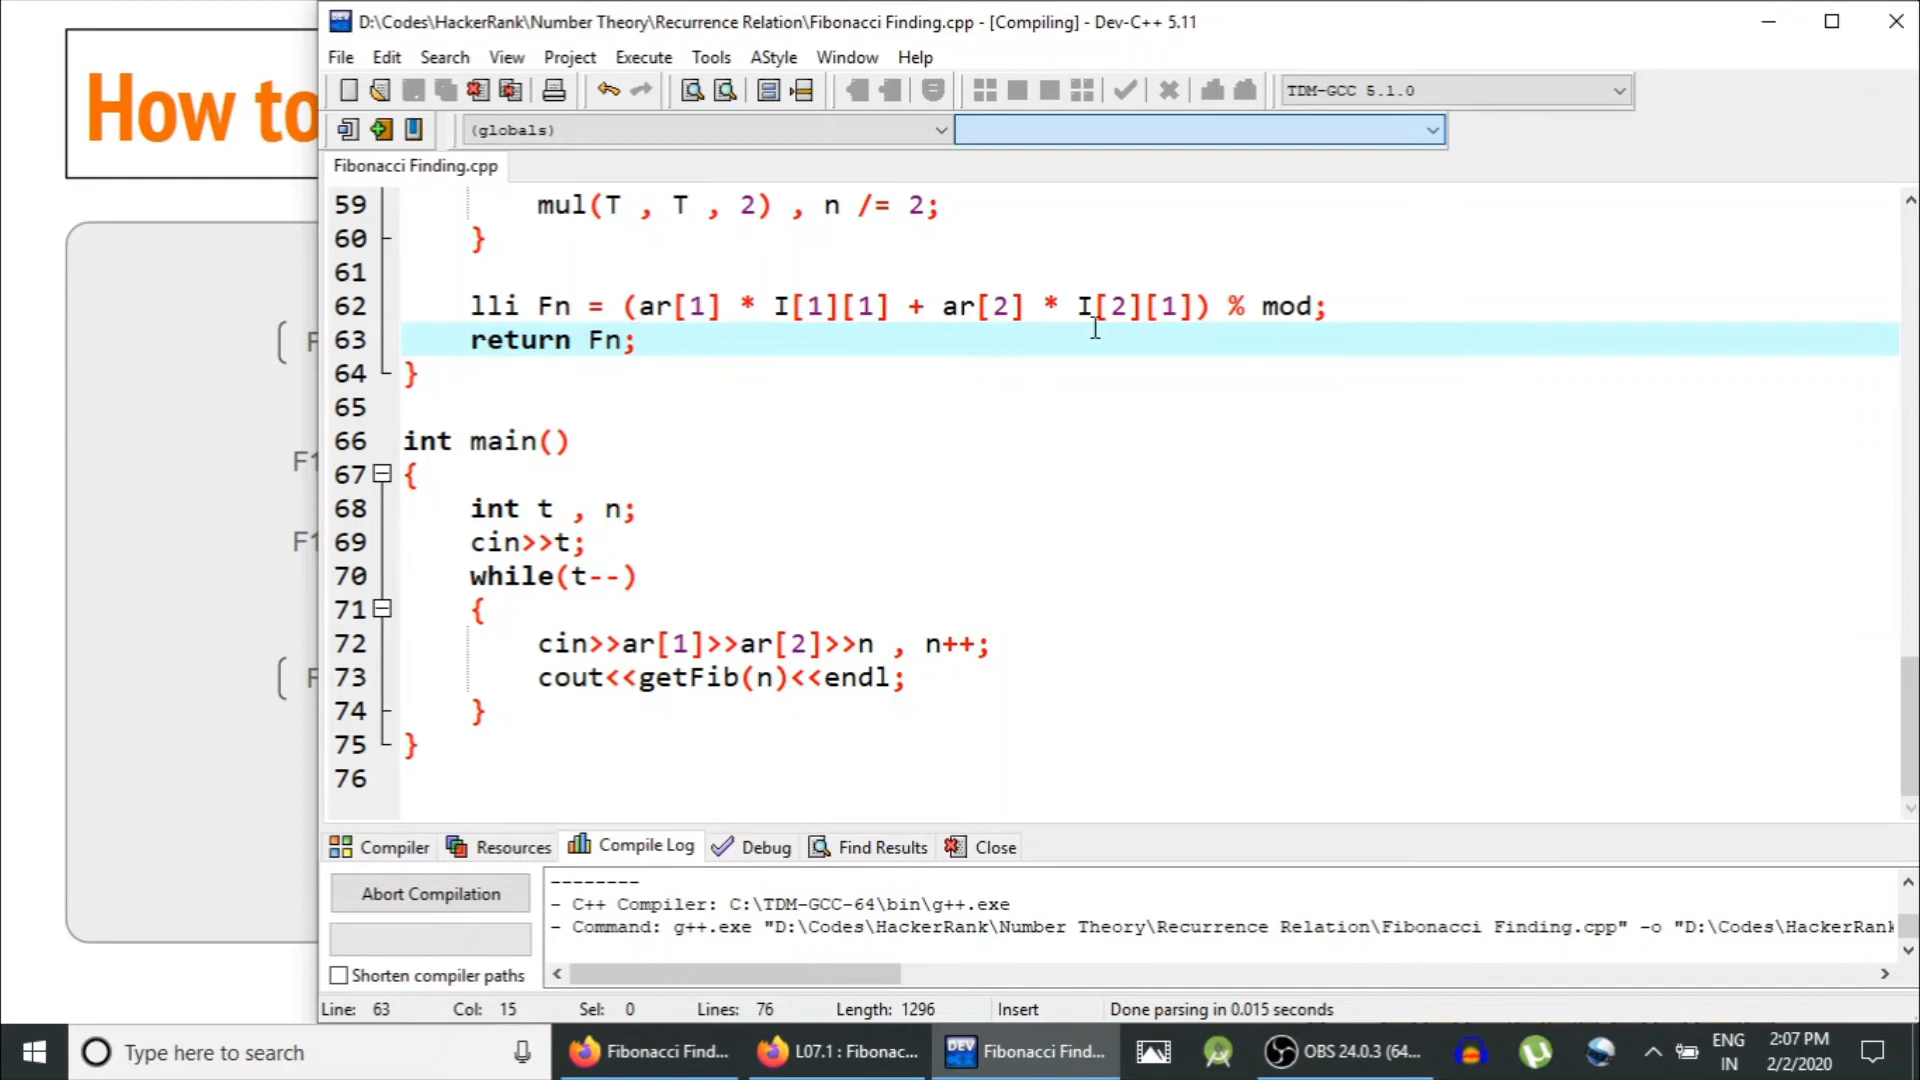 D:\Codes\HackerRank\Number Theory\Recurrence Relation\Fibonacci Finding.cpp - [Compiling] - Dev-C++ 5.11
How to
File Edit Search View Project Execute Tools AStyle Window Help
TDM-GCC 5.1.0
(globals)
Fibonacci Finding.cpp
59 mul(T , T , 2) , n /= 2;
60 }
61
62 lli Fn = (ar[1] * I[1][1] + ar[2] * I[2][1]) % mod;
63 return Fn;
64 }
65
66 int main()
67 {
68 int t , n;
69 cin>>t;
70 while(t--)
71 {
72 cin>>ar[1]>>ar[2]>>n , n++;
73 cout<<getFib(n)<<endl;
74 }
75 }
76
Compiler Resources Compile Log Debug Find Results Close
Abort Compilation
Shorten compiler paths
--------
- C++ Compiler: C:\TDM-GCC-64\bin\g++.exe
- Command: g++.exe "D:\Codes\HackerRank\Number Theory\Recurrence Relation\Fibonacci Finding.cpp" -o "D:\Codes\HackerRank
Line: 63 Col: 15 Sel: 0 Lines: 76 Length: 1296 Insert Done parsing in 0.015 seconds
Type here to search
DEV
Fibonacci Find...
L07.1 : Fibonac...
Fibonacci Find...
OBS 24.0.3 (64...
ENG
IN
2:07 PM
2/2/2020